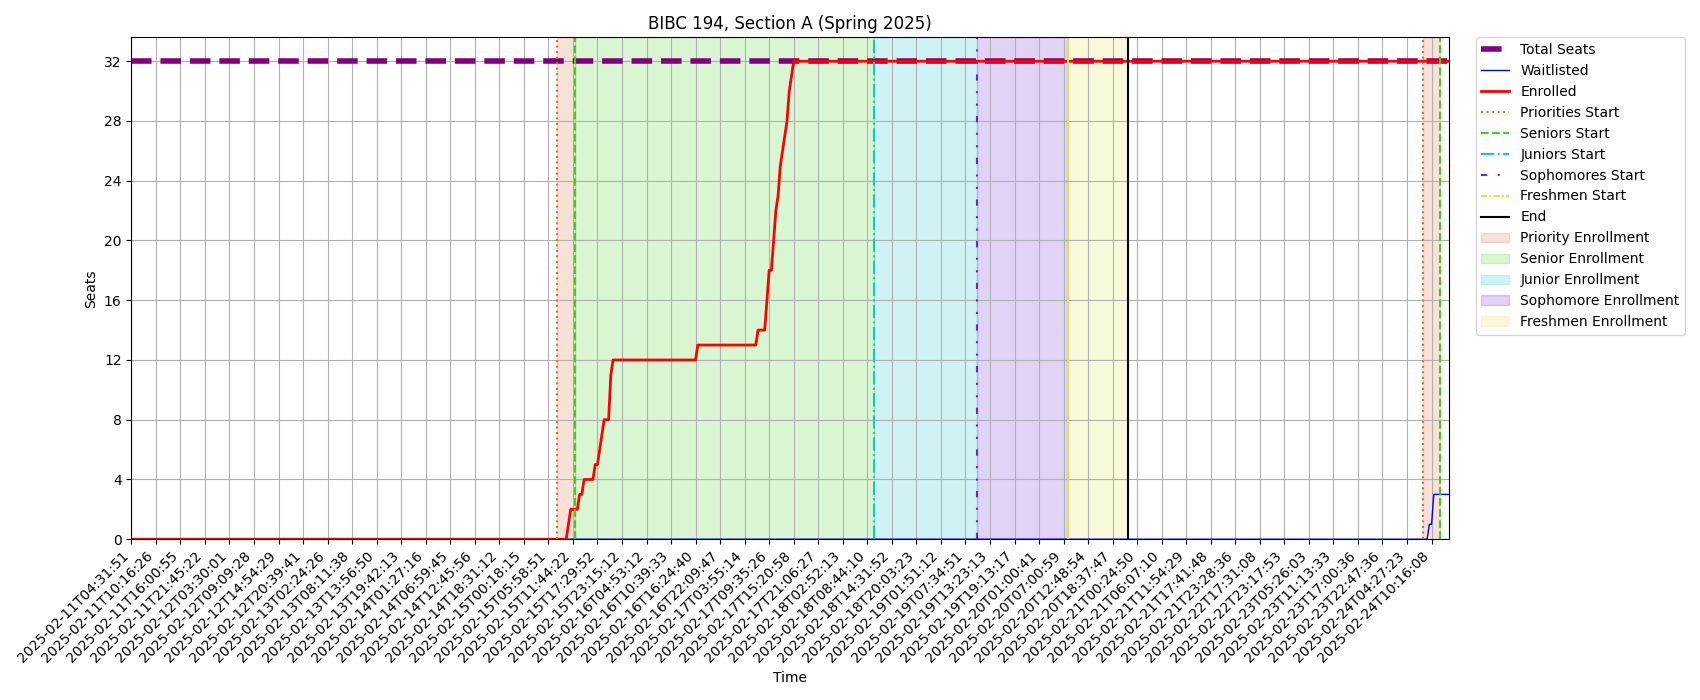 BIBC 194, Section A (Spring 2025)
Seats
32
28
24
20
16
12
8
4
0
2025-02-11T04:31:51
2025-02-11T10:16:26
2025-02-11T16:00:55
2025-02-11T21:45:22
2025-02-12T03:30:01
2025-02-12T09:09:28
2025-02-12T14:54:29
2025-02-12T20:39:41
2025-02-13T02:24:26
2025-02-13T08:11:38
2025-02-13T13:56:50
2025-02-13T19:42:13
2025-02-14T01:27:16
2025-02-14T06:59:45
2025-02-14T12:45:56
2025-02-14T18:31:12
2025-02-15T00:18:15
2025-02-15T05:58:51
2025-02-15T11:44:22
2025-02-15T17:29:52
2025-02-15T23:15:12
2025-02-16T04:53:12
2025-02-16T10:39:33
2025-02-16T16:24:40
2025-02-16T22:09:47
2025-02-17T03:55:14
2025-02-17T09:35:26
2025-02-17T15:20:58
2025-02-17T21:06:27
2025-02-18T02:52:13
2025-02-18T08:44:10
2025-02-18T14:31:52
2025-02-18T20:03:23
2025-02-19T01:51:12
2025-02-19T07:34:51
2025-02-19T13:23:13
2025-02-19T19:13:17
2025-02-20T01:00:41
2025-02-20T07:00:59
2025-02-20T12:48:54
2025-02-20T18:37:47
2025-02-21T00:24:50
2025-02-21T06:07:10
2025-02-21T11:54:29
2025-02-21T17:41:48
2025-02-21T23:28:36
2025-02-22T17:31:08
2025-02-22T23:17:53
2025-02-23T05:26:03
2025-02-23T11:13:33
2025-02-23T17:00:36
2025-02-23T22:47:36
2025-02-24T04:27:23
2025-02-24T10:16:08
Time
Total Seats
Waitlisted
Enrolled
Priorities Start
Seniors Start
Juniors Start
Sophomores Start
Freshmen Start
End
Priority Enrollment
Senior Enrollment
Junior Enrollment
Sophomore Enrollment
Freshmen Enrollment